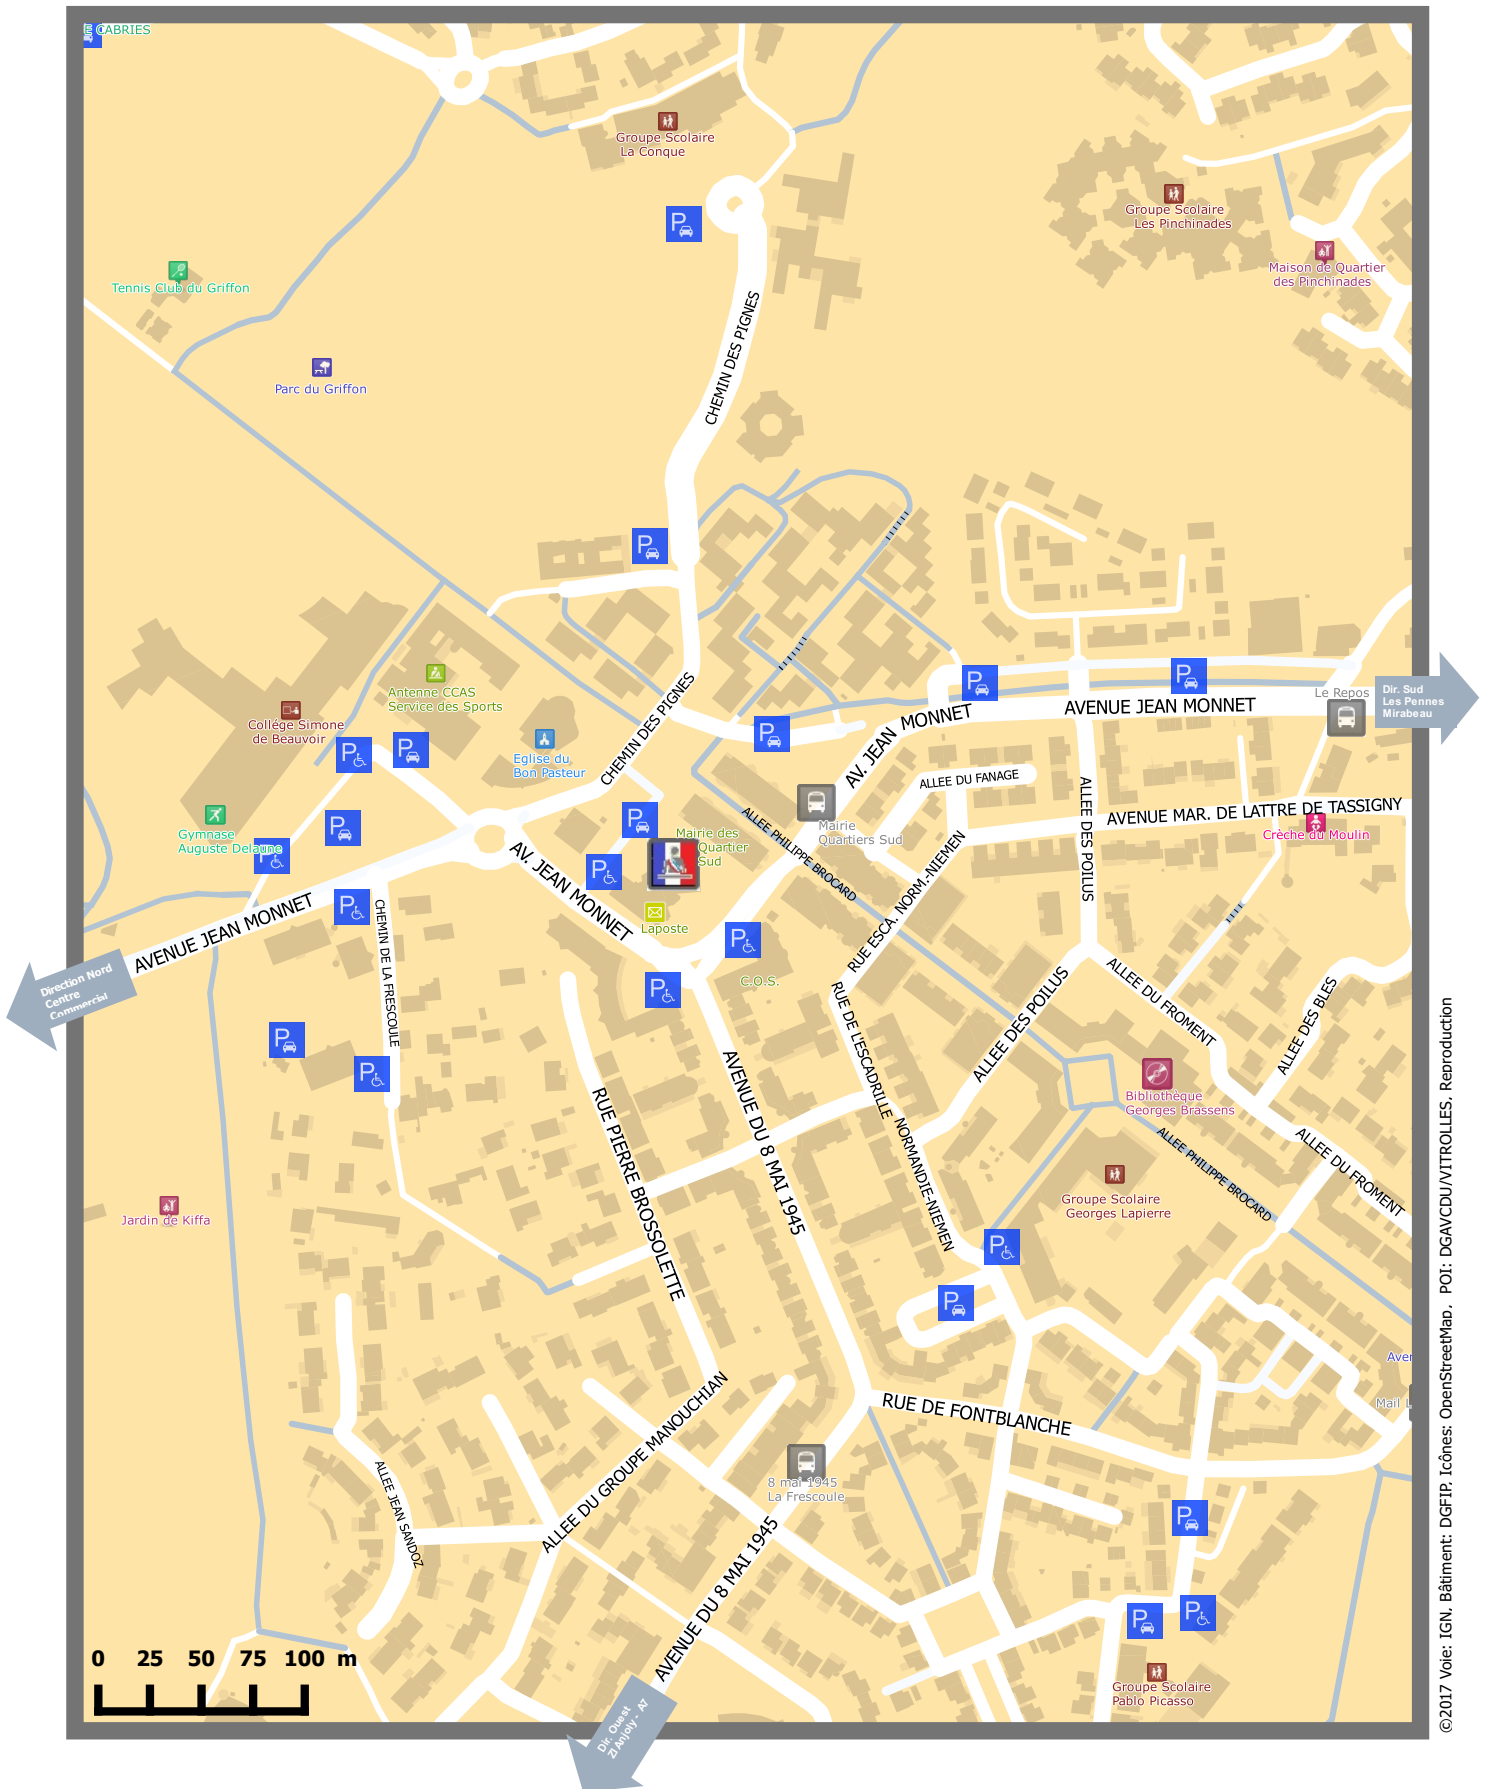 E CABRIES
Groupe Scolaire
La Conque
P
Groupe Scolaire
Les Pinchinades
Maison de Quartier
des Pinchinades
Tennis Club du Griffon
Parc du Griffon
CHEMIN DES PIGNES
P
Antenne CCAS
Service des Sports
Collége Simone
de Beauvoir
P
P
Eglise du
Bon Pasteur
CHEMIN DES PIGNES
P
P
P
Le Repos
Dir. Sud
Les Pennes
Mirabeau
AV. JEAN MONNET
AVENUE JEAN MONNET
ALLEE DU FANAGE
ALLEE DES POILUS
AVENUE MAR. DE LATTRE DE TASSIGNY
Crèche du Moulin
Mairie
Quartiers Sud
ALLEE PHILIPPE BROCARD
Gymnase
Auguste Delaune
P
P
P
Mairie des
Quartier
Sud
P
Laposte
AV. JEAN MONNET
P
P
AVENUE JEAN MONNET
Direction Nord
Centre
Commercial
CHEMIN DE LA FRESCOULE
P
C.O.S.
RUE ESCA. NORM.-NIEMEN
ALLEE DES POILUS
ALLEE DU FROMENT
ALLEE DES BLES
P
P
RUE DE L'ESCADRILLE NORMANDIE-NIEMEN
Bibliothèque
Georges Brassens
ALLEE PHILIPPE BROCARD
ALLEE DU FROMENT
Groupe Scolaire
Georges Lapierre
RUE PIERRE BROSSOLETTE
AVENUE DU 8 MAI 1945
Jardin de Kiffa
P
P
Aver
Mail L
RUE DE FONTBLANCHE
ALLEE DU GROUPE MANOUCHIAN
ALLEE JEAN SANDOZ
8 mai 1945
La Frescoule
AVENUE DU 8 MAI 1945
P
P
P
Groupe Scolaire
Pablo Picasso
0 25 50 75 100 m
Dir. Ouest
ZI Anjoly - A7
©2017 Voie: IGN, Bâtiment: DGFIP, Icônes: OpenStreetMap, POI: DGAVCDU/VITROLLES, Reproduction